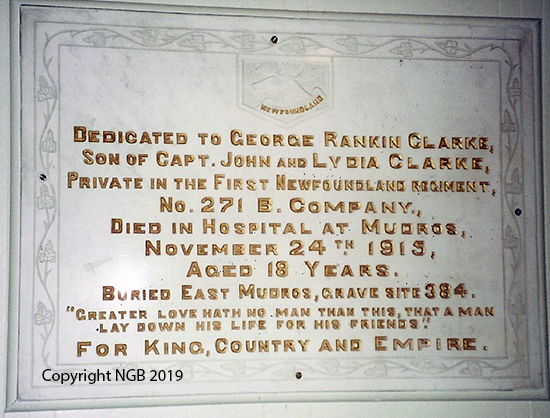 NEWFOUNDLAND
DEDICATED TO GEORGE RANKIN CLARKE,
SON OF CAPT. JOHN AND LYDIA CLARKE,
PRIVATE IN THE FIRST NEWFOUNDLAND REGIMENT,
No. 271 B. COMPANY,
DIED IN HOSPITAL AT MUDROS,
NOVEMBER 24TH 1915,
AGED 18 YEARS.
BURIED EAST MUDROS, GRAVE SITE 384.
"GREATER LOVE HATH NO MAN THAN THIS, THAT A MAN
LAY DOWN HIS LIFE FOR HIS FRIENDS".
FOR KING, COUNTRY AND EMPIRE.
Copyright NGB 2019